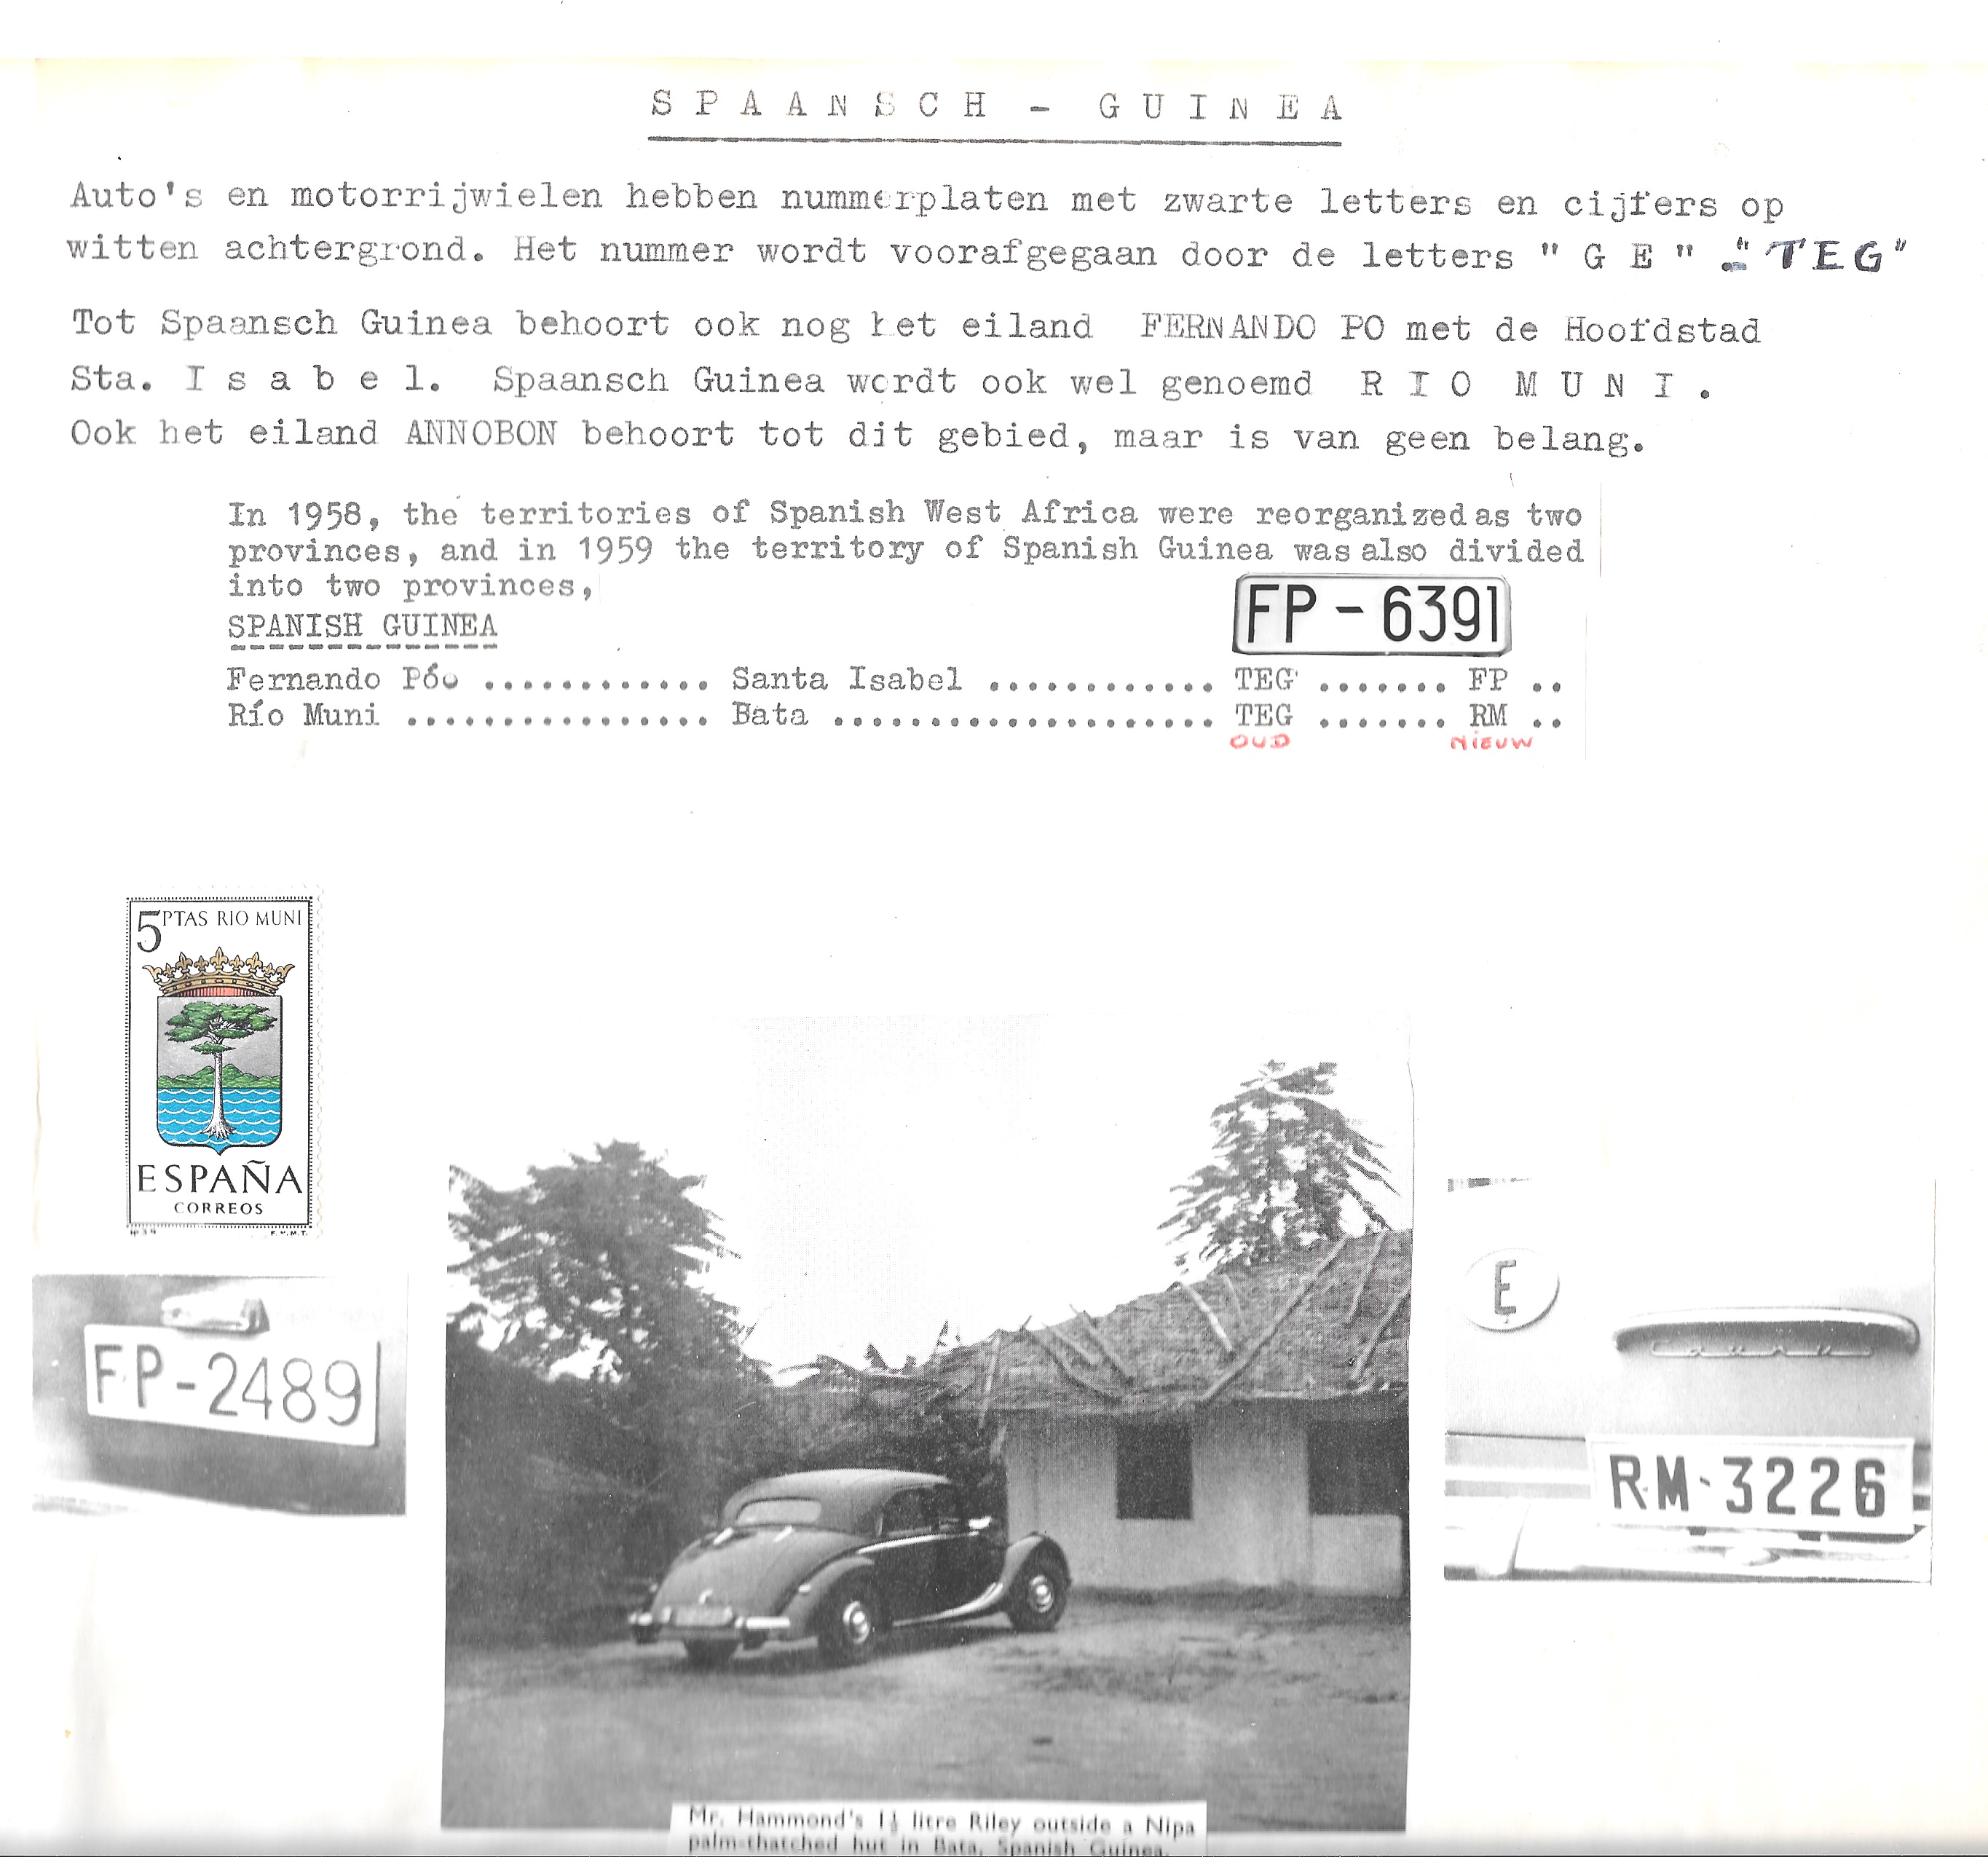 SPAANSCH - GUINEA
Auto's en motorrijwielen hebben nummerplaten met zwarte letters en cijfers op
witten achtergrond. Het nummer wordt voorafgegaan door de letters " G E " - "TEG"
Tot Spaansch Guinea behoort ook nog het eiland FERNANDO PO met de Hoofdstad
Sta. I s a b e l. Spaansch Guinea wordt ook wel genoemd R I O M U N I .
Ook het eiland ANNOBON behoort tot dit gebied, maar is van geen belang.
In 1958, the territories of Spanish West Africa were reorganized as two
provinces, and in 1959 the territory of Spanish Guinea was also divided
into two provinces,
FP - 6391
SPANISH GUINEA
Fernando Póo ............ Santa Isabel ............ TEG ....... FP ..
Río Muni ................ Bata .................... TEG ....... RM ..
OUD NIEUW
5 PTAS RIO MUNI
ESPAÑA
CORREOS
F.N.M.T.
FP-2489
E
RM·3226
Mr. Hammond's 1½ litre Riley outside a Nipa
palm-thatched hut in Bata, Spanish Guinea.